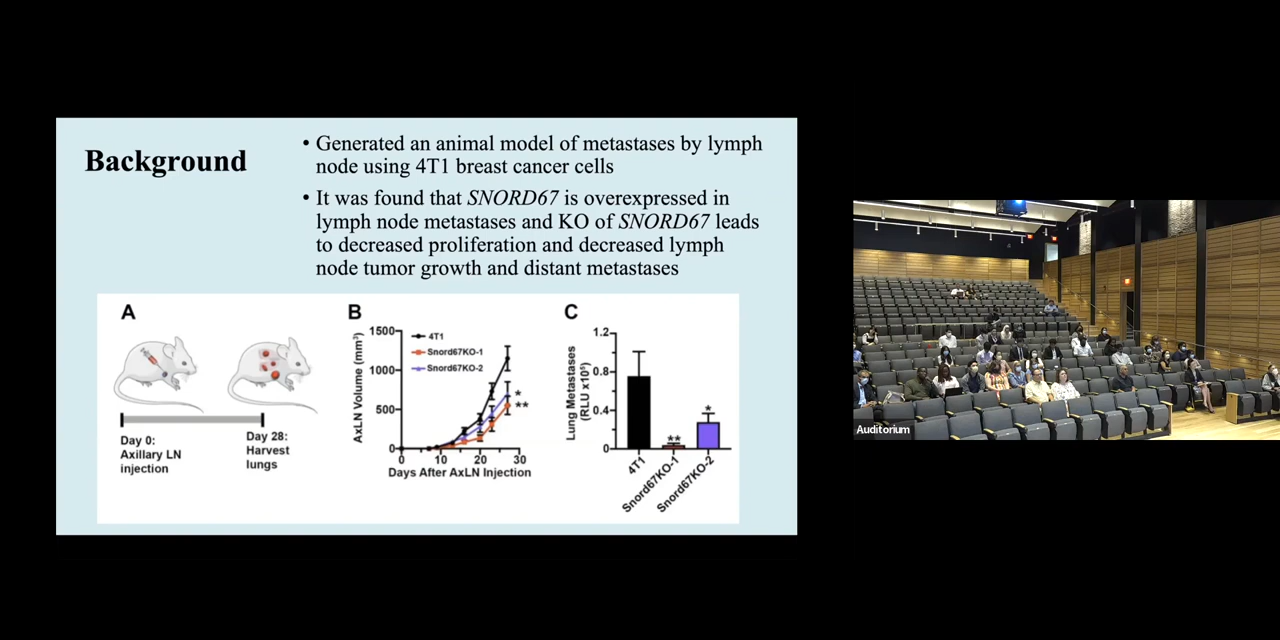 Background
• Generated an animal model of metastases by lymph
node using 4T1 breast cancer cells
• It was found that SNORD67 is overexpressed in
lymph node metastases and KO of SNORD67 leads
to decreased proliferation and decreased lymph
node tumor growth and distant metastases
A
Day 0:
Axillary LN
injection
Day 28:
Harvest
lungs
B
AxLN Volume (mm³)
1500
1000
500
0
4T1
Snord67KO-1
Snord67KO-2
*
**
0
10
20
30
Days After AxLN Injection
C
Lung Metastases
(RLU x10⁶)
1.2
0.8
0.4
0
**
*
4T1
Snord67KO-1
Snord67KO-2
Auditorium